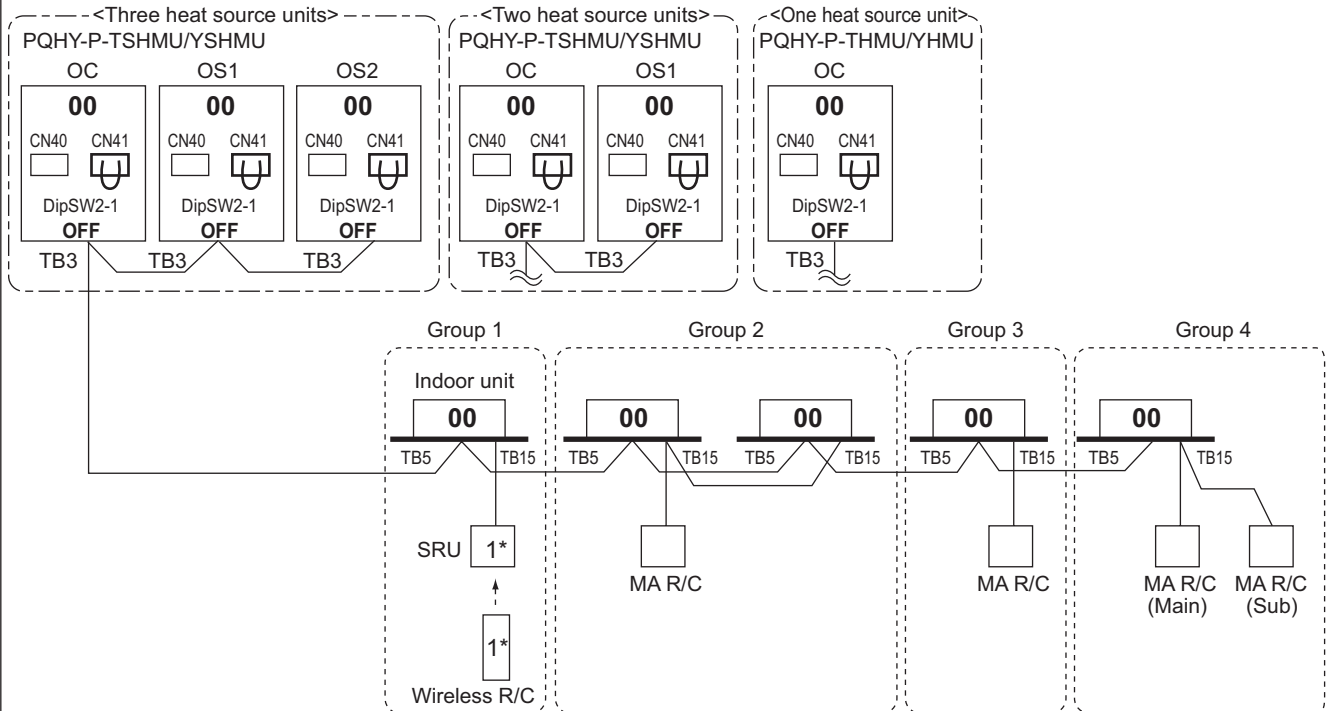 <Three heat source units>
PQHY-P-TSHMU/YSHMU
OC OS1 OS2
00 00 00
CN40 CN41 CN40 CN41 CN40 CN41
DipSW2-1 DipSW2-1 DipSW2-1
OFF OFF OFF
TB3 TB3 TB3
<Two heat source units>
PQHY-P-TSHMU/YSHMU
OC OS1
00 00
CN40 CN41 CN40 CN41
DipSW2-1 DipSW2-1
OFF OFF
TB3 TB3
<One heat source unit>
PQHY-P-THMU/YHMU
OC
00
CN40 CN41
DipSW2-1
OFF
TB3
Group 1
Indoor unit
00
TB5 TB15
SRU 1*
1*
Wireless R/C
Group 2
00 00
TB5 TB15 TB5 TB15
MA R/C
Group 3
00
TB5 TB15
MA R/C
Group 4
00
TB5 TB15
MA R/C MA R/C
(Main) (Sub)